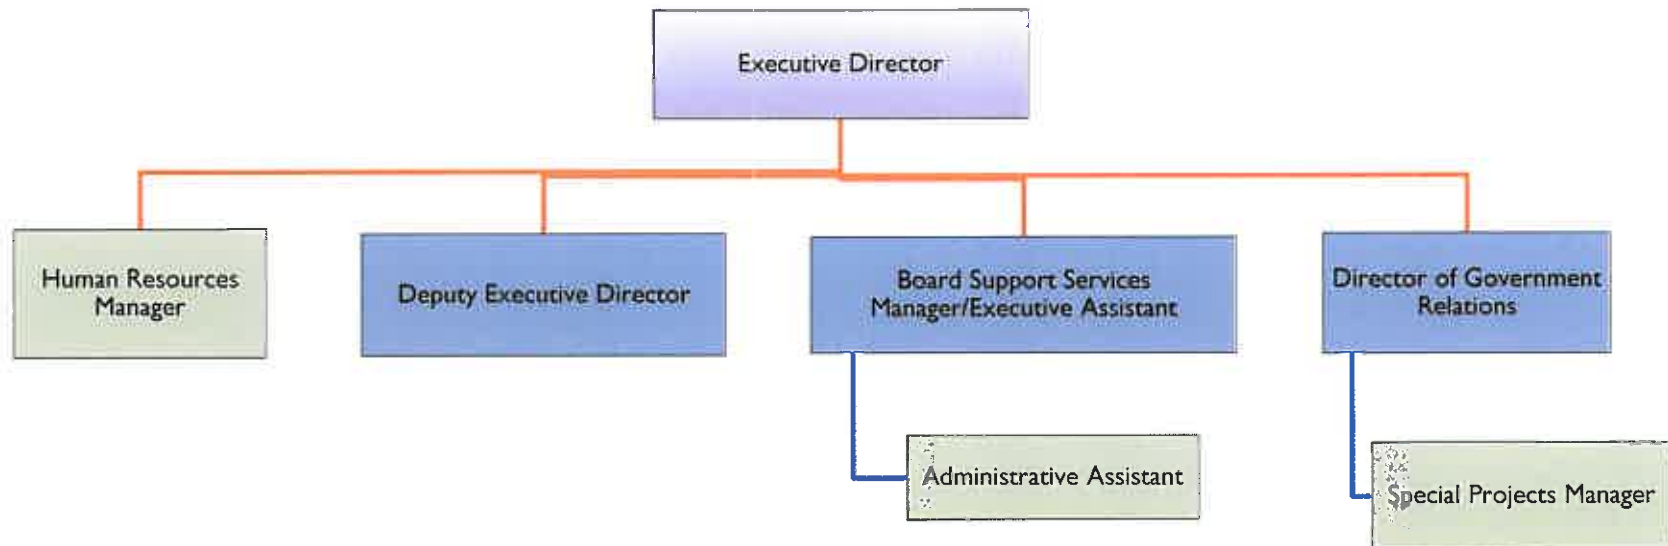 Executive Director
Human Resources
Manager
Deputy Executive Director
Board Support Services
Manager/Executive Assistant
Director of Government
Relations
Administrative Assistant
Special Projects Manager